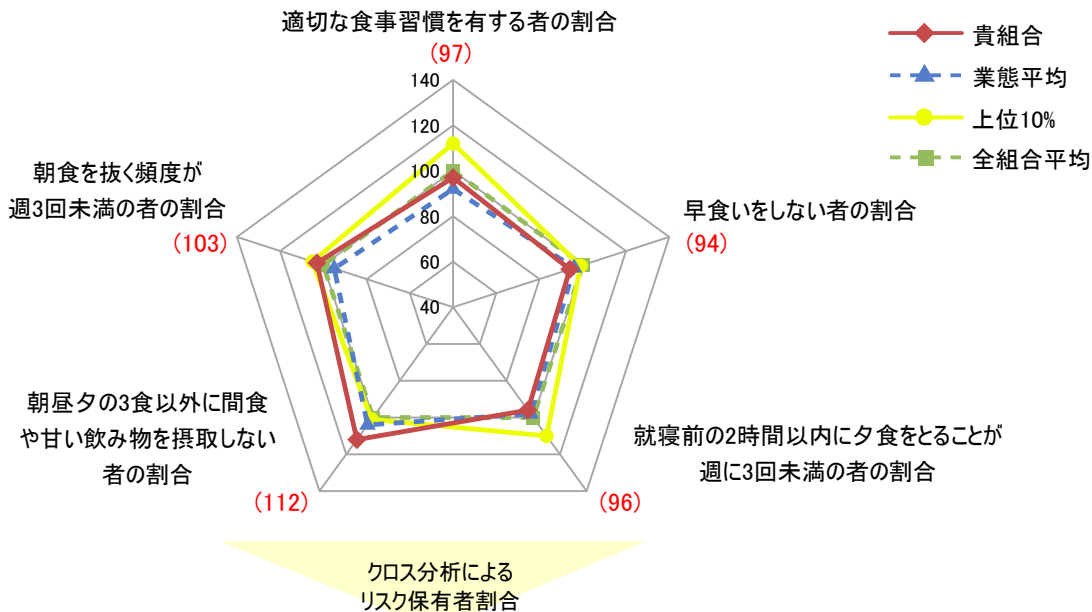 適切な食事習慣を有する者の割合
(97)
貴組合
業態平均
上位10%
全組合平均
140
120
100
80
60
40
早食いをしない者の割合
(94)
就寝前の2時間以内に夕食をとることが
週に3回未満の者の割合
(96)
朝昼夕の3食以外に間食
や甘い飲み物を摂取しない
者の割合
(112)
朝食を抜く頻度が
週3回未満の者の割合
(103)
クロス分析による
リスク保有者割合